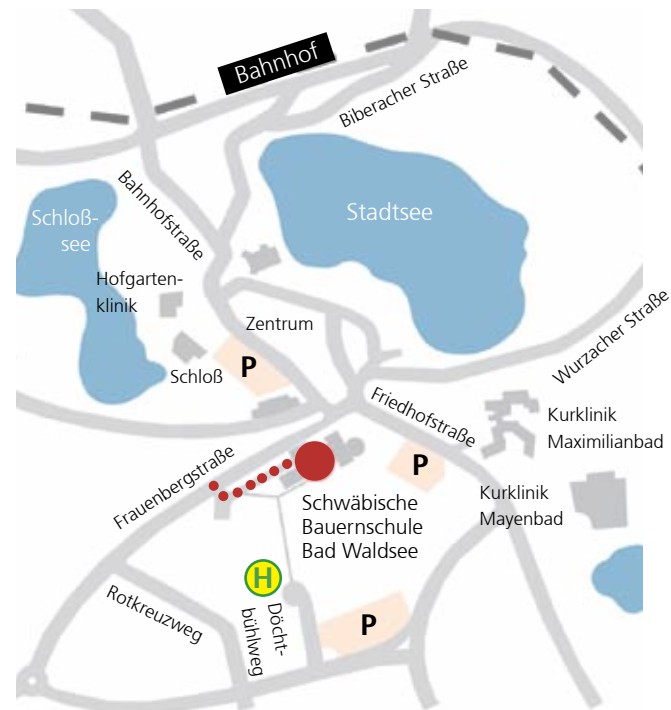 Bahnhof
Biberacher Straße
Bahnhofstraße
Schloß-
see
Stadtsee
Hofgarten-
klinik
Zentrum
Wurzacher Straße
P
Schloß
Friedhofstraße
Kurklinik
Maximilianbad
Frauenbergstraße
P
Kurklinik
Mayenbad
Schwäbische
Bauernschule
Bad Waldsee
H
Rotkreuzweg
Döcht-
bühlweg
P